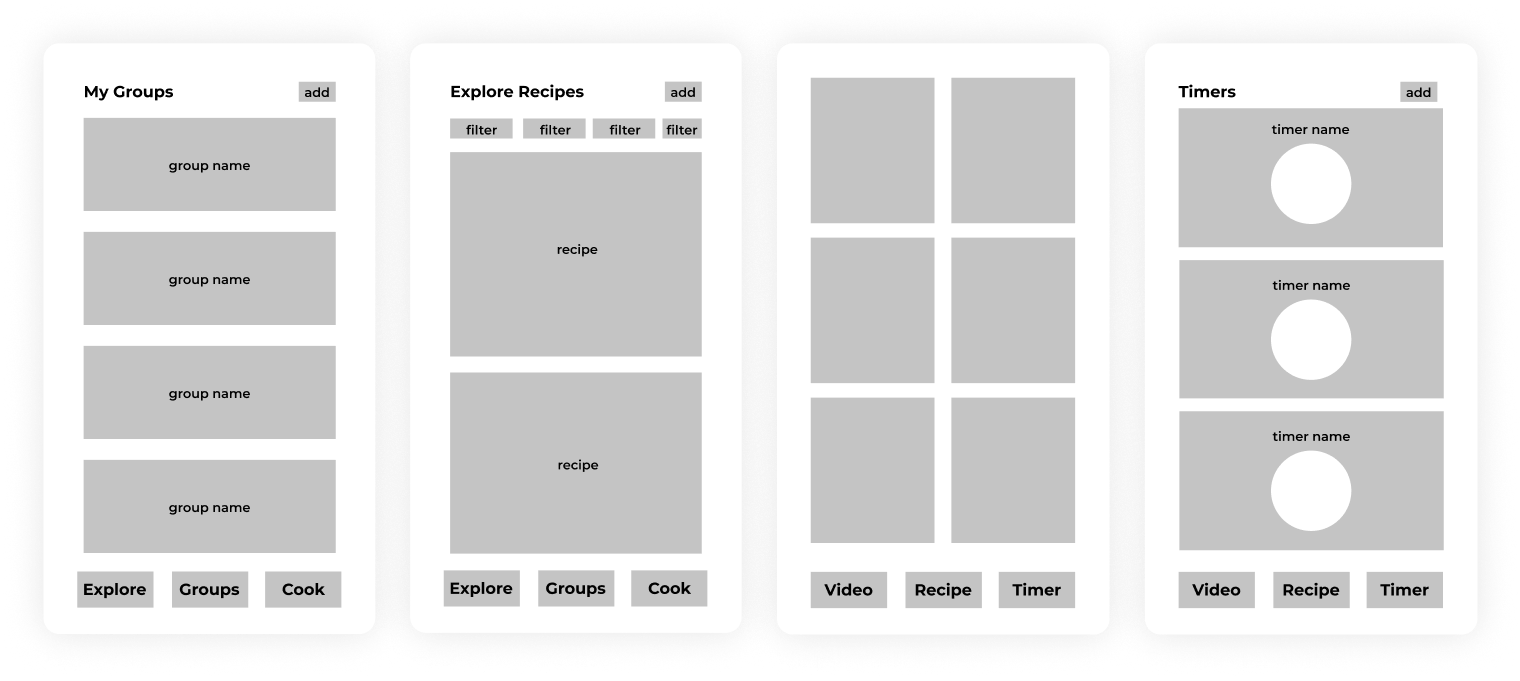 My Groups
add
group name
group name
group name
group name
Explore Groups Cook
Explore Recipes
add
filter filter filter filter
recipe
recipe
Explore Groups Cook
Video Recipe Timer
Timers
add
timer name
timer name
timer name
Video Recipe Timer